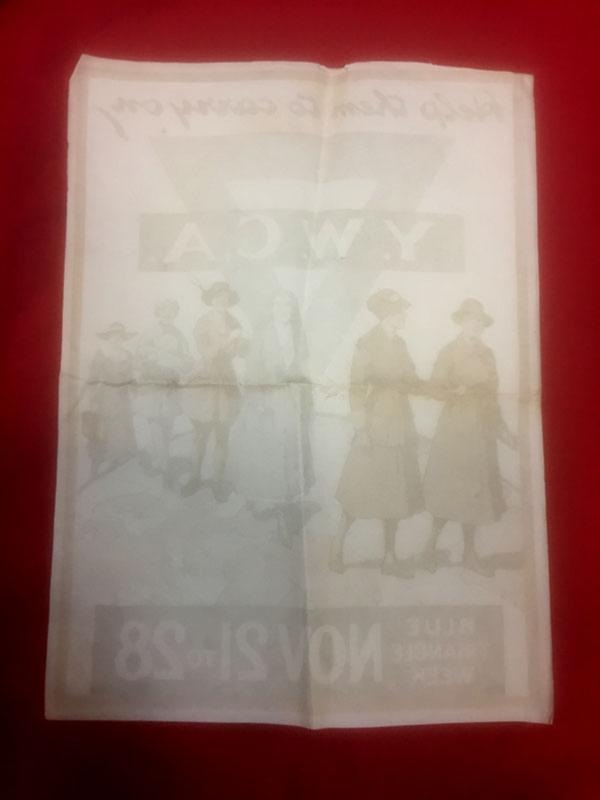 Help them to carry on
Y.W.C.A.
BLUE
TRIANGLE
WEEK
NOV 21 TO 28